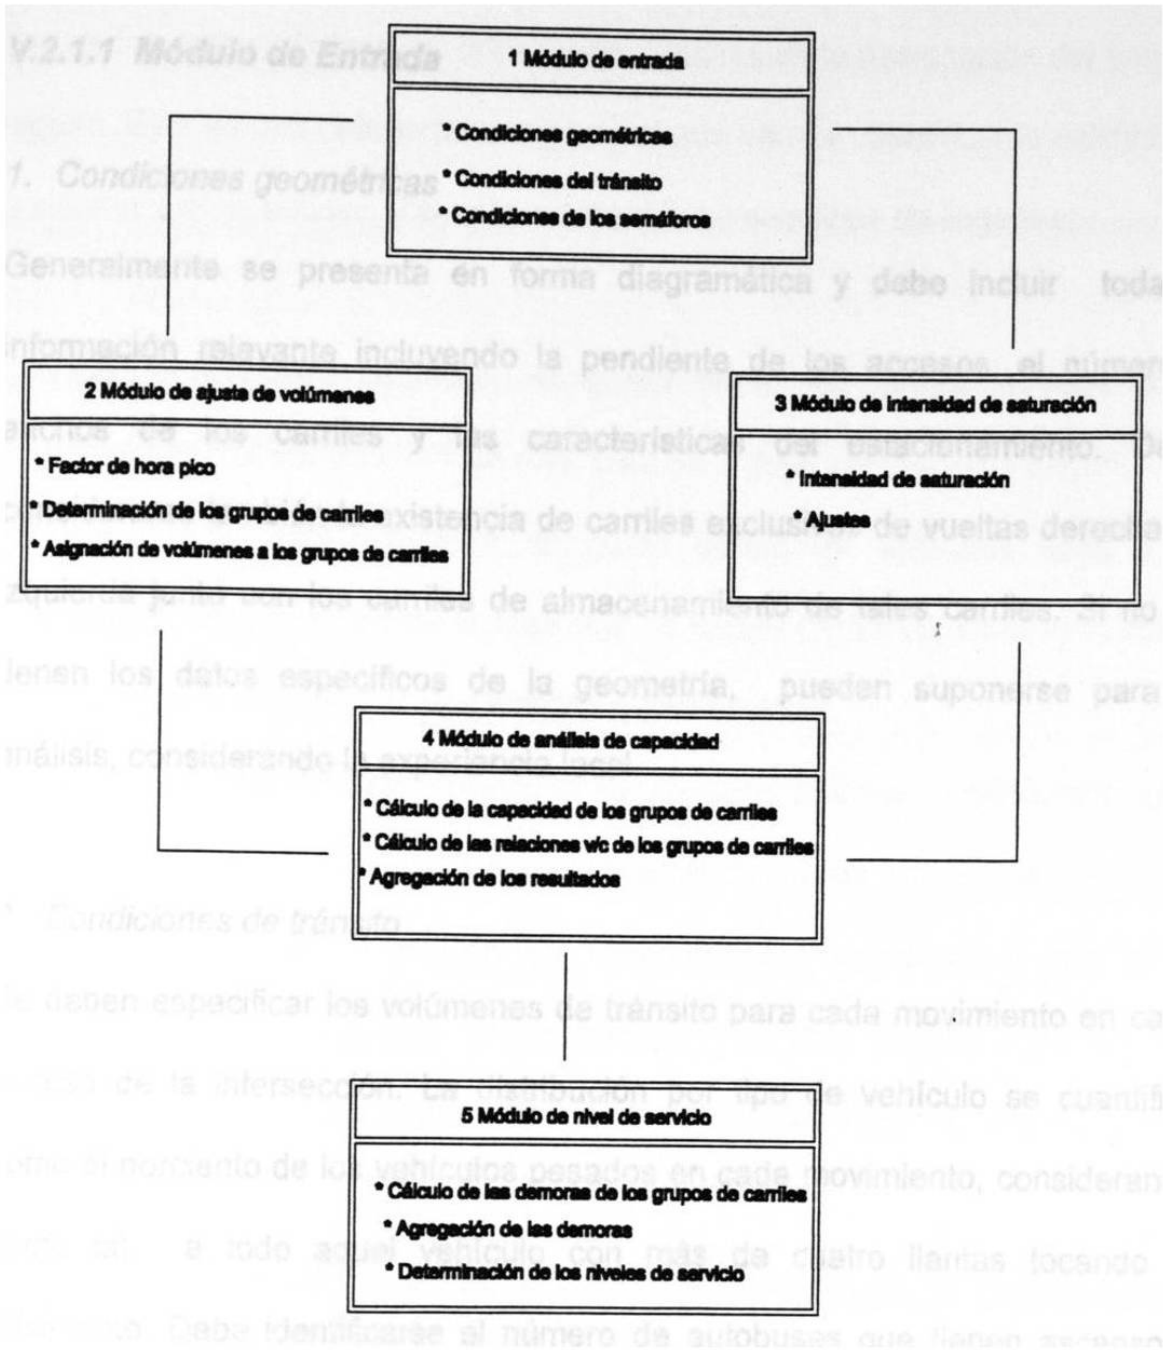 V.2.1.1 Módulo de Entrada
1 Módulo de entrada
* Condiciones geométricas
* Condiciones del tránsito
* Condiciones de los semáforos
1. Condiciones geométricas
Generalmente se presenta en forma diagramática y debe incluir toda
información relevante incluyendo la pendiente de los accesos, el número
2 Módulo de ajuste de volúmenes
* Factor de hora pico
* Determinación de los grupos de carriles
* Asignación de volúmenes a los grupos de carriles
3 Módulo de intensidad de saturación
* Intensidad de saturación
* Ajustes
anchos de los carriles y las características del estacionamiento.
existencia de carriles exclusivos de vueltas derecha
izquierda junto con los carriles de almacenamiento de tales carriles. Si no
tienen los datos específicos de la geometría, pueden suponerse para
análisis, considerando la experiencia local
4 Módulo de análisis de capacidad
* Cálculo de la capacidad de los grupos de carriles
* Cálculo de las relaciones v/c de los grupos de carriles
* Agregación de los resultados
Condiciones de tránsito
deben especificar los volúmenes de tránsito para cada movimiento en
de la intersección. La distribución por tipo de vehículo se
porciento de los vehículos pesados en cada movimiento,
a todo aquel vehículo con más de cuatro llantas tocando
Debe identificarse el número de autobuses que tienen
5 Módulo de nivel de servicio
* Cálculo de las demoras de los grupos de carriles
* Agregación de las demoras
* Determinación de los niveles de servicio